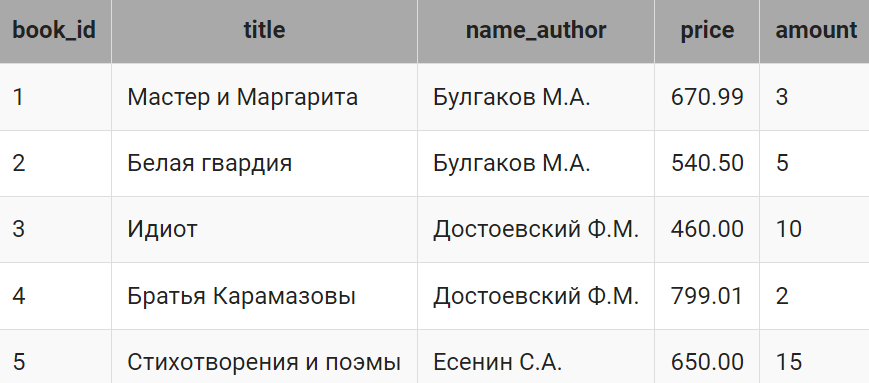 book_id title name_author price amount
1 Мастер и Маргарита Булгаков М.А. 670.99 3
2 Белая гвардия Булгаков М.А. 540.50 5
3 Идиот Достоевский Ф.М. 460.00 10
4 Братья Карамазовы Достоевский Ф.М. 799.01 2
5 Стихотворения и поэмы Есенин С.А. 650.00 15